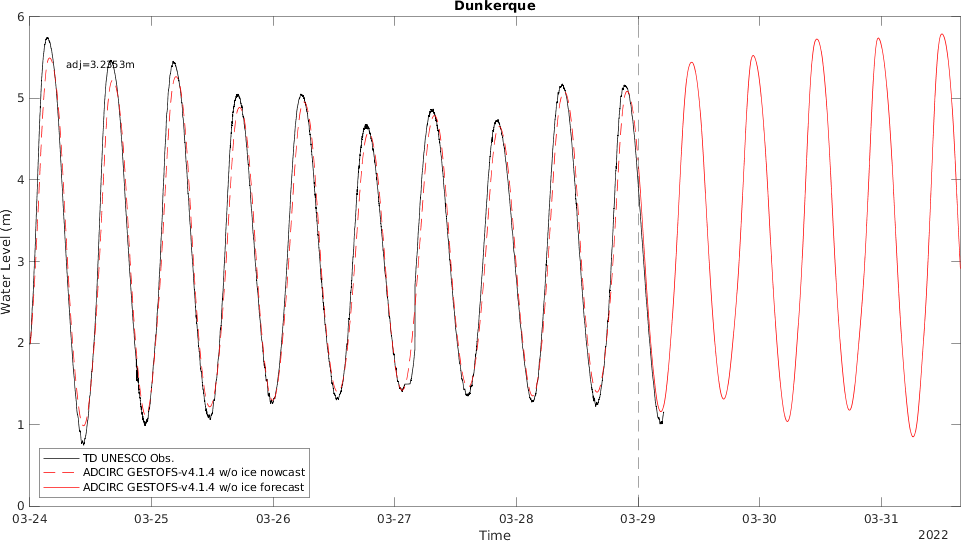 Dunkerque
6
5
4
3
2
1
0
Water Level (m)
adj=3.2353m
TD UNESCO Obs.
ADCIRC GESTOFS-v4.1.4 w/o ice nowcast
ADCIRC GESTOFS-v4.1.4 w/o ice forecast
03-24 03-25 03-26 03-27 03-28 03-29 03-30 03-31
Time
2022